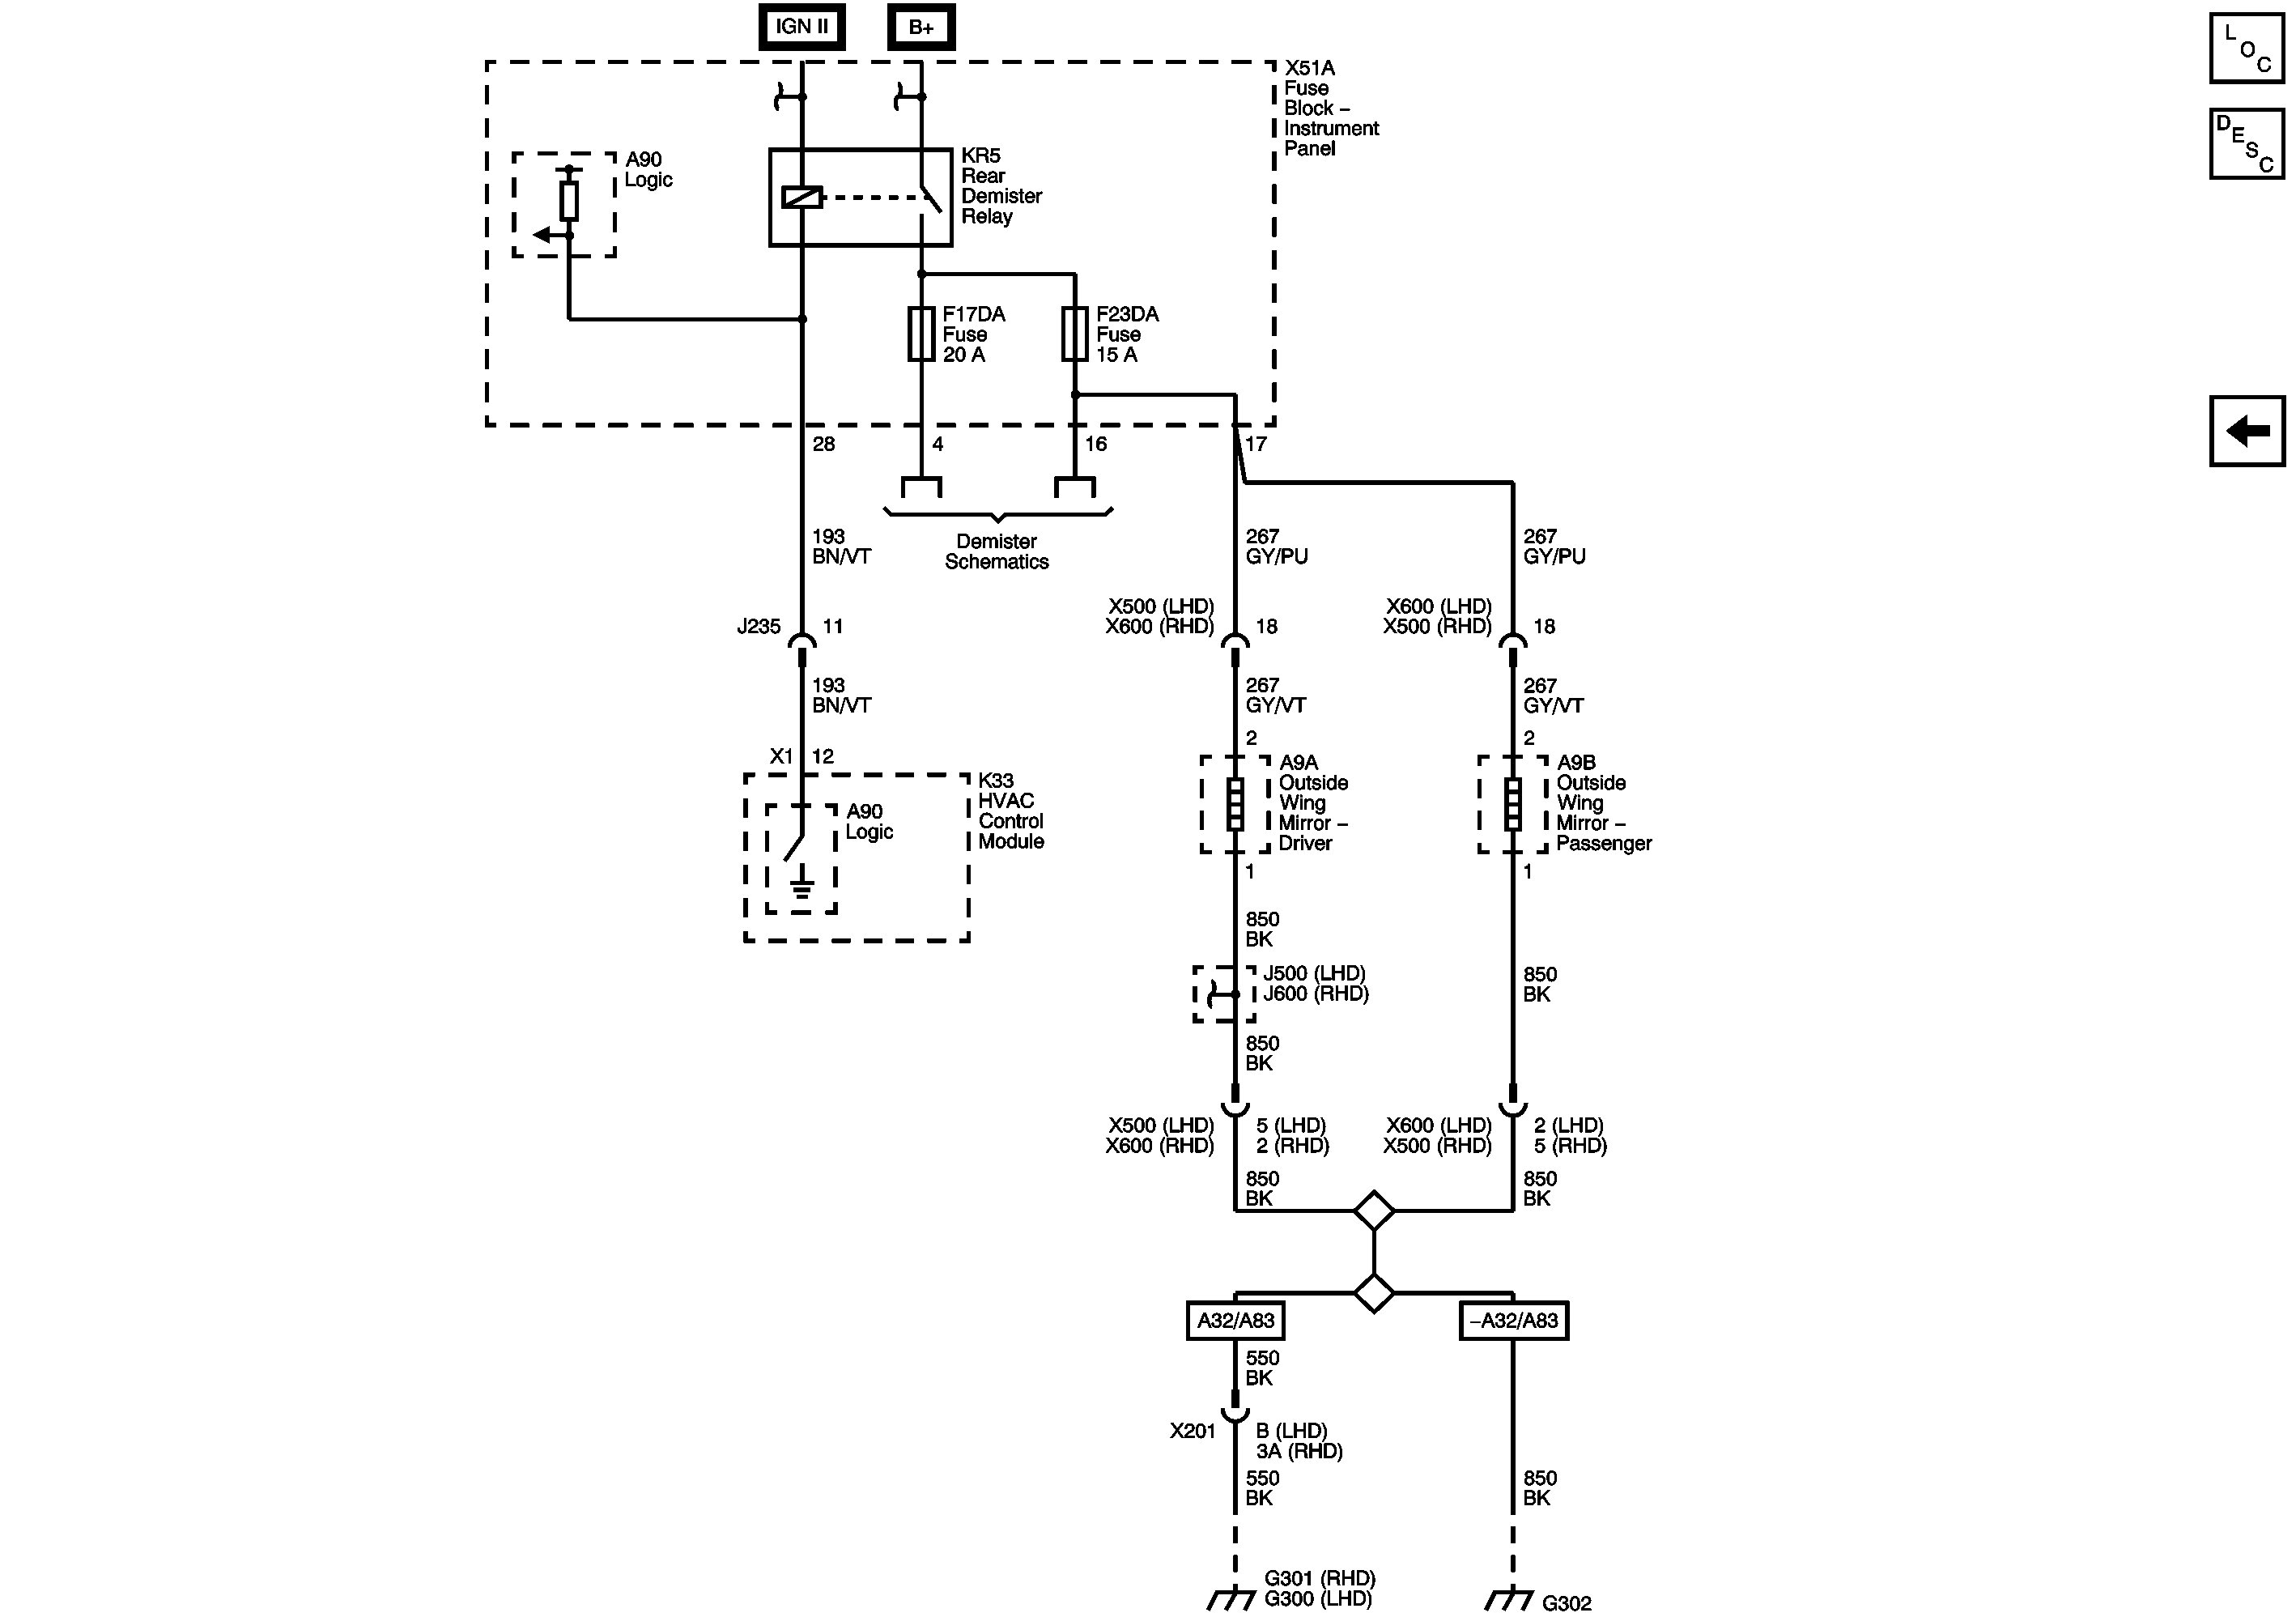 IGN II
B+
L
O
C
D
E
S
C
X51A
Fuse
Block –
Instrument
Panel
A90
Logic
KR5
Rear
Demister
Relay
F17DA
Fuse
20 A
F23DA
Fuse
15 A
28
4
16
17
193
BN/VT
Demister
Schematics
267
GY/PU
267
GY/PU
J235
11
X500 (LHD)
X600 (RHD)
18
X600 (LHD)
X500 (RHD)
18
193
BN/VT
267
GY/VT
267
GY/VT
X1
12
2
2
K33
HVAC
Control
Module
A90
Logic
A9A
Outside
Wing
Mirror –
Driver
A9B
Outside
Wing
Mirror –
Passenger
1
1
850
BK
J500 (LHD)
J600 (RHD)
850
BK
850
BK
X500 (LHD)
X600 (RHD)
5 (LHD)
2 (RHD)
X600 (LHD)
X500 (RHD)
2 (LHD)
5 (RHD)
850
BK
850
BK
A32/A83
–A32/A83
550
BK
X201
B (LHD)
3A (RHD)
550
BK
850
BK
G301 (RHD)
G300 (LHD)
G302